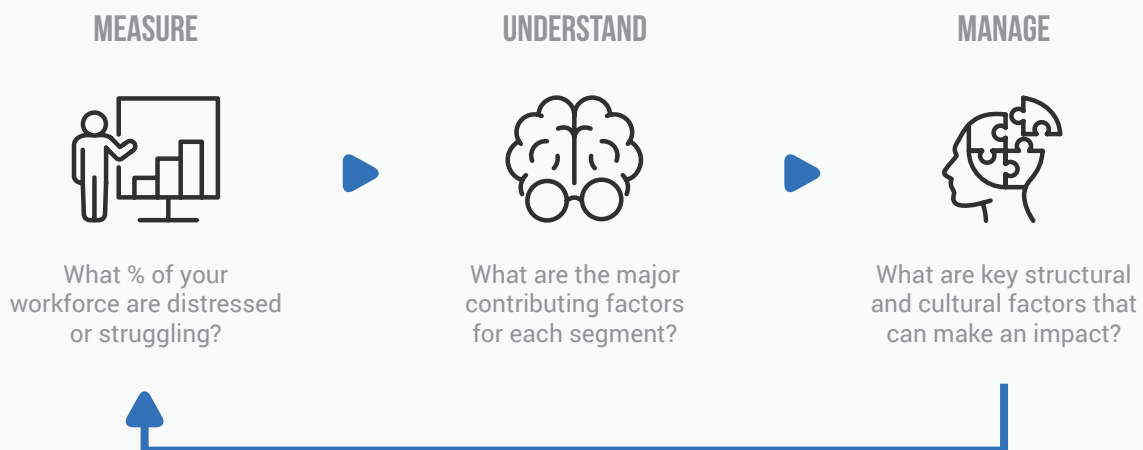 MEASURE
UNDERSTAND
MANAGE
What % of your
workforce are distressed
or struggling?
What are the major
contributing factors
for each segment?
What are key structural
and cultural factors that
can make an impact?